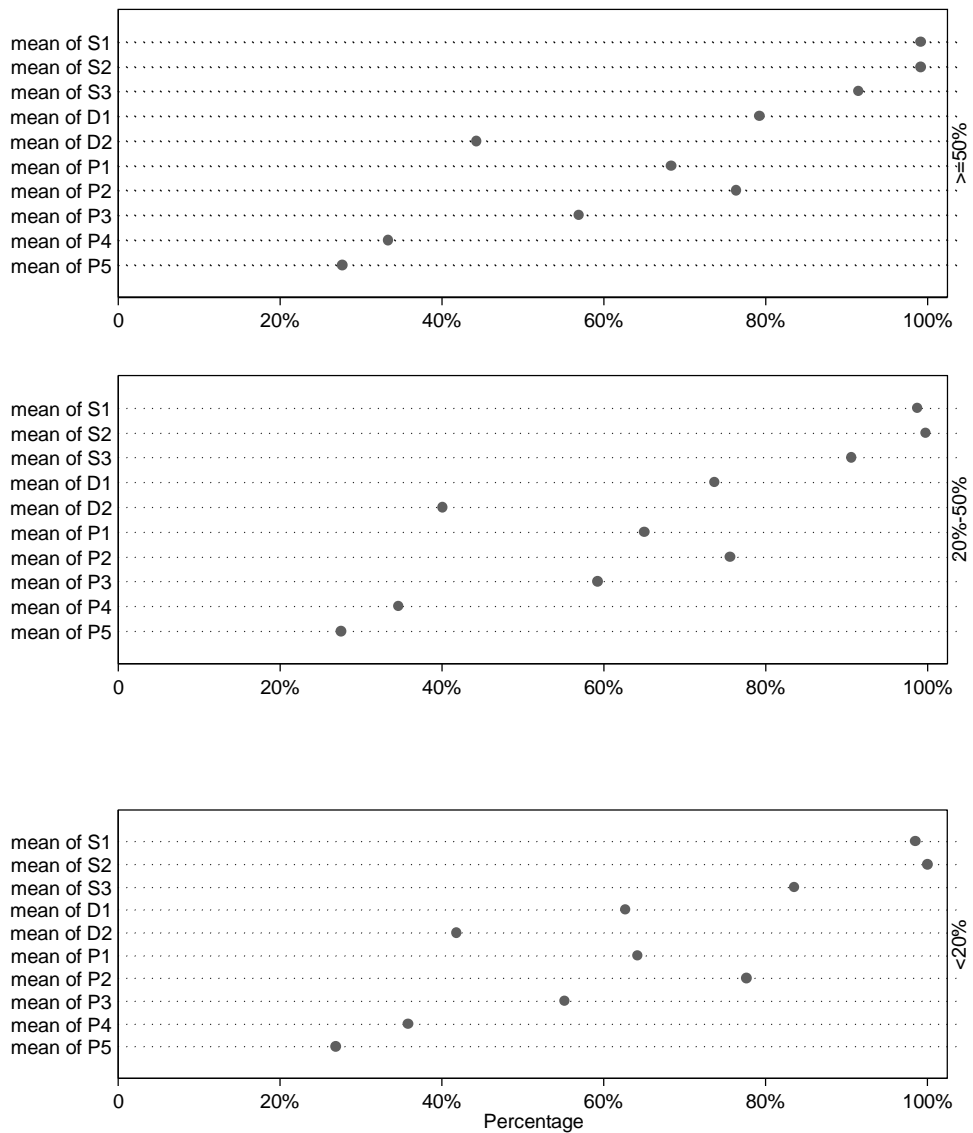 mean of S1
mean of S2
mean of S3
mean of D1
mean of D2
mean of P1
mean of P2
mean of P3
mean of P4
mean of P5
>=50%
0 20% 40% 60% 80% 100%
mean of S1
mean of S2
mean of S3
mean of D1
mean of D2
mean of P1
mean of P2
mean of P3
mean of P4
mean of P5
20%-50%
0 20% 40% 60% 80% 100%
mean of S1
mean of S2
mean of S3
mean of D1
mean of D2
mean of P1
mean of P2
mean of P3
mean of P4
mean of P5
<20%
0 20% 40% 60% 80% 100%
Percentage